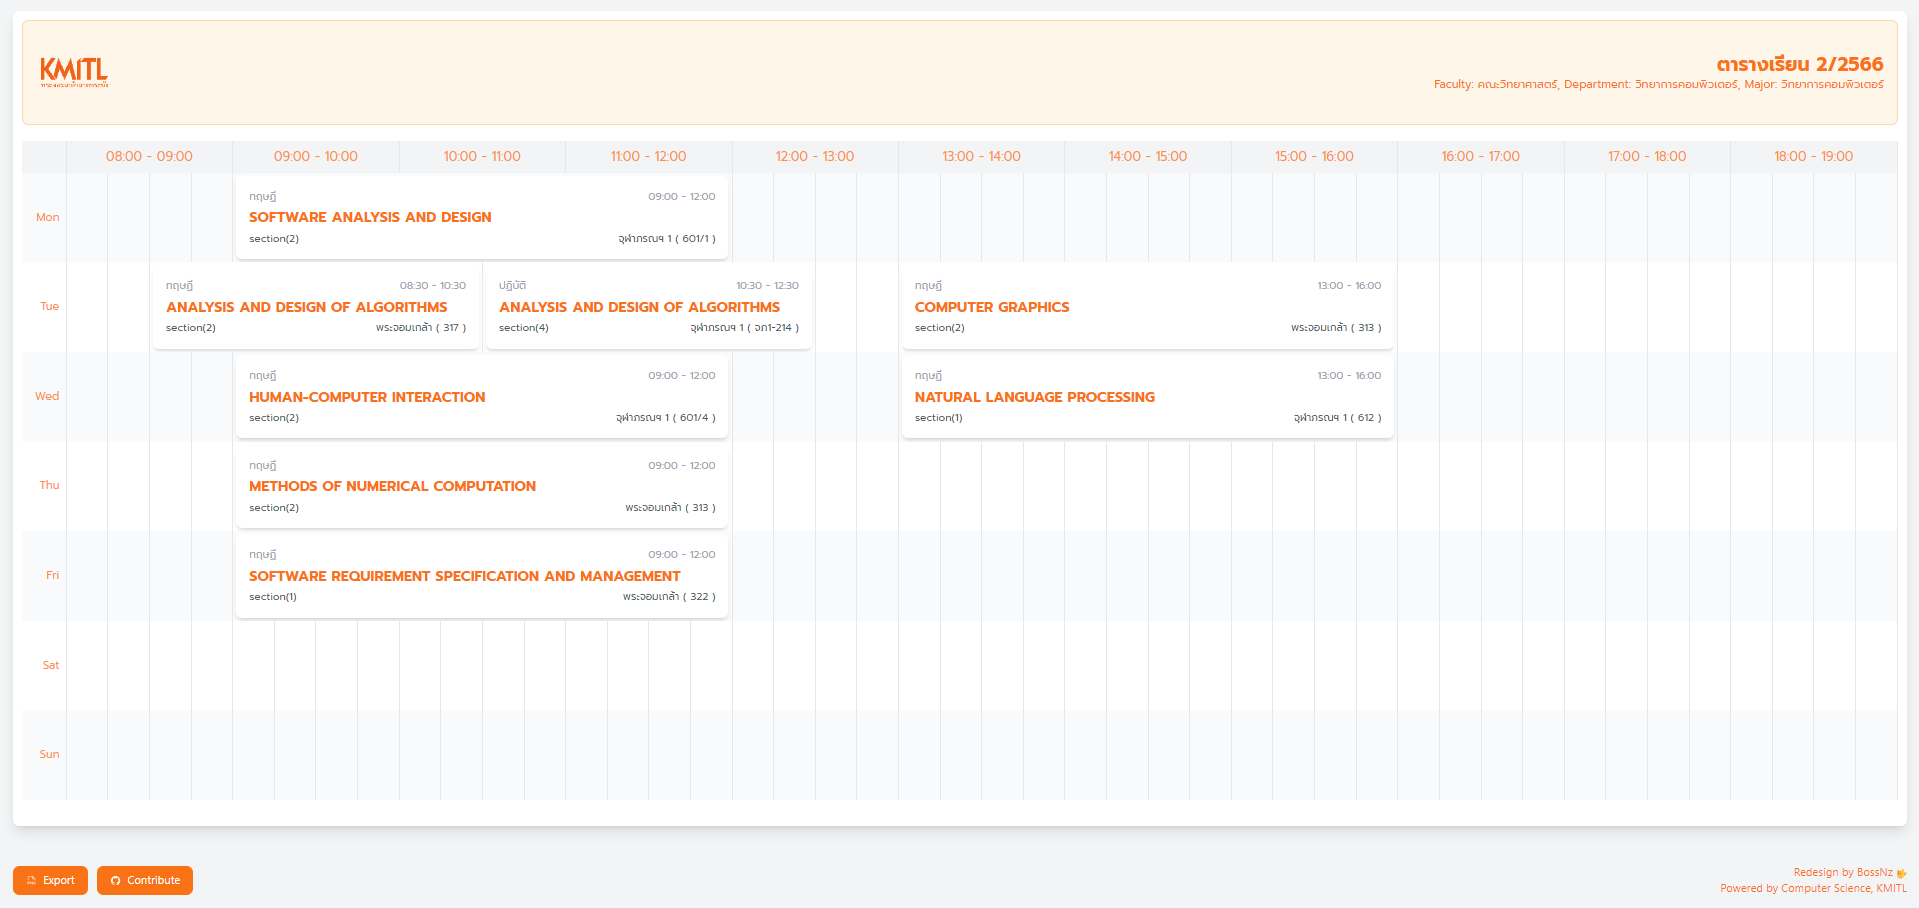 KMITL
ตารางเรียน 2/2566
Faculty: คณะวิทยาศาสตร์, Department: วิทยาการคอมพิวเตอร์, Major: วิทยาการคอมพิวเตอร์
08:00 - 09:00 09:00 - 10:00 10:00 - 11:00 11:00 - 12:00 12:00 - 13:00 13:00 - 14:00 14:00 - 15:00 15:00 - 16:00 16:00 - 17:00 17:00 - 18:00 18:00 - 19:00
Mon
ทฤษฎี 09:00 - 12:00
SOFTWARE ANALYSIS AND DESIGN
section(2) จุฬาภรณฯ 1 ( 601/1 )
Tue
ทฤษฎี 08:30 - 10:30
ANALYSIS AND DESIGN OF ALGORITHMS
section(2) พระจอมเกล้า ( 317 )
ปฏิบัติ 10:30 - 12:30
ANALYSIS AND DESIGN OF ALGORITHMS
section(4) จุฬาภรณฯ 1 ( จภ1-214 )
ทฤษฎี 13:00 - 16:00
COMPUTER GRAPHICS
section(2) พระจอมเกล้า ( 313 )
Wed
ทฤษฎี 09:00 - 12:00
HUMAN-COMPUTER INTERACTION
section(2) จุฬาภรณฯ 1 ( 601/4 )
ทฤษฎี 13:00 - 16:00
NATURAL LANGUAGE PROCESSING
section(1) จุฬาภรณฯ 1 ( 612 )
Thu
ทฤษฎี 09:00 - 12:00
METHODS OF NUMERICAL COMPUTATION
section(2) พระจอมเกล้า ( 313 )
Fri
ทฤษฎี 09:00 - 12:00
SOFTWARE REQUIREMENT SPECIFICATION AND MANAGEMENT
section(1) พระจอมเกล้า ( 322 )
Sat
Sun
Export
Contribute
Redesign by BossNz 🤟
Powered by Computer Science, KMITL